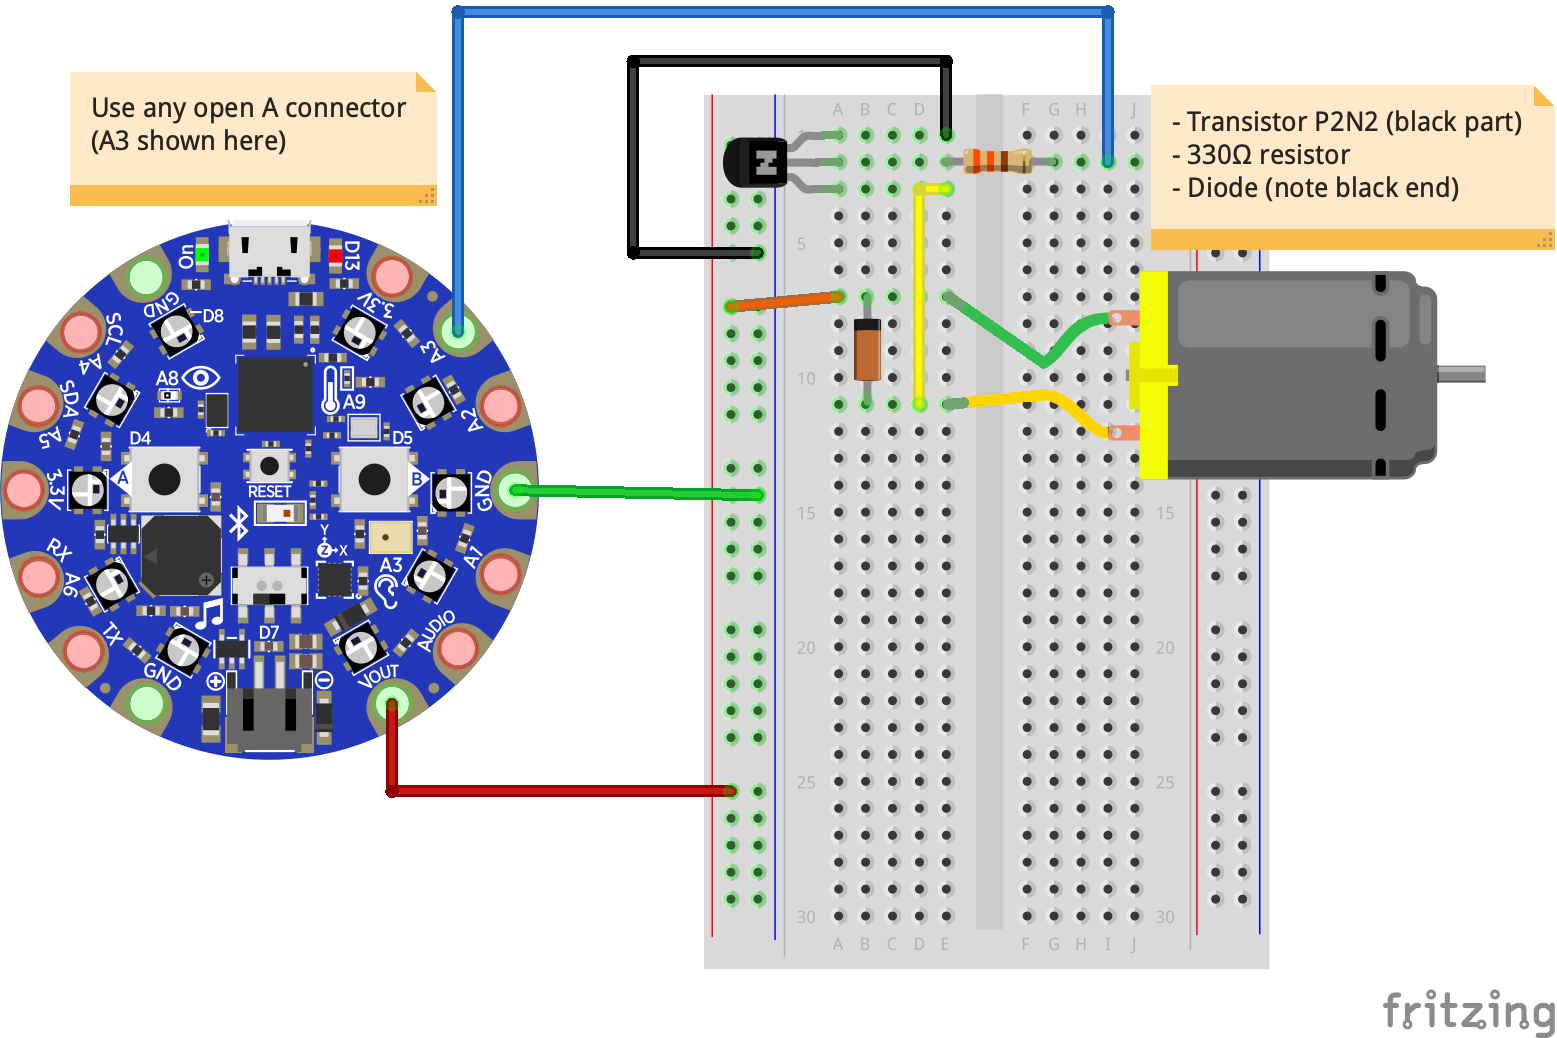 Use any open A connector
(A3 shown here)
- Transistor P2N2 (black part)
- 330Ω resistor
- Diode (note black end)
A B C D F G H J
5
10
15 15
20 20
25 25
30 30
A B C D E F G H I J
On
D13
GND
D8
3.3V
SCL A4
A3
A8
A9
SDA A5
A2
D4
D5
A
B
3.3V
RESET
GND
RX A6
Y
Z X
A3
A1
TX
D7
AUDIO
GND
VOUT
N
fritzing